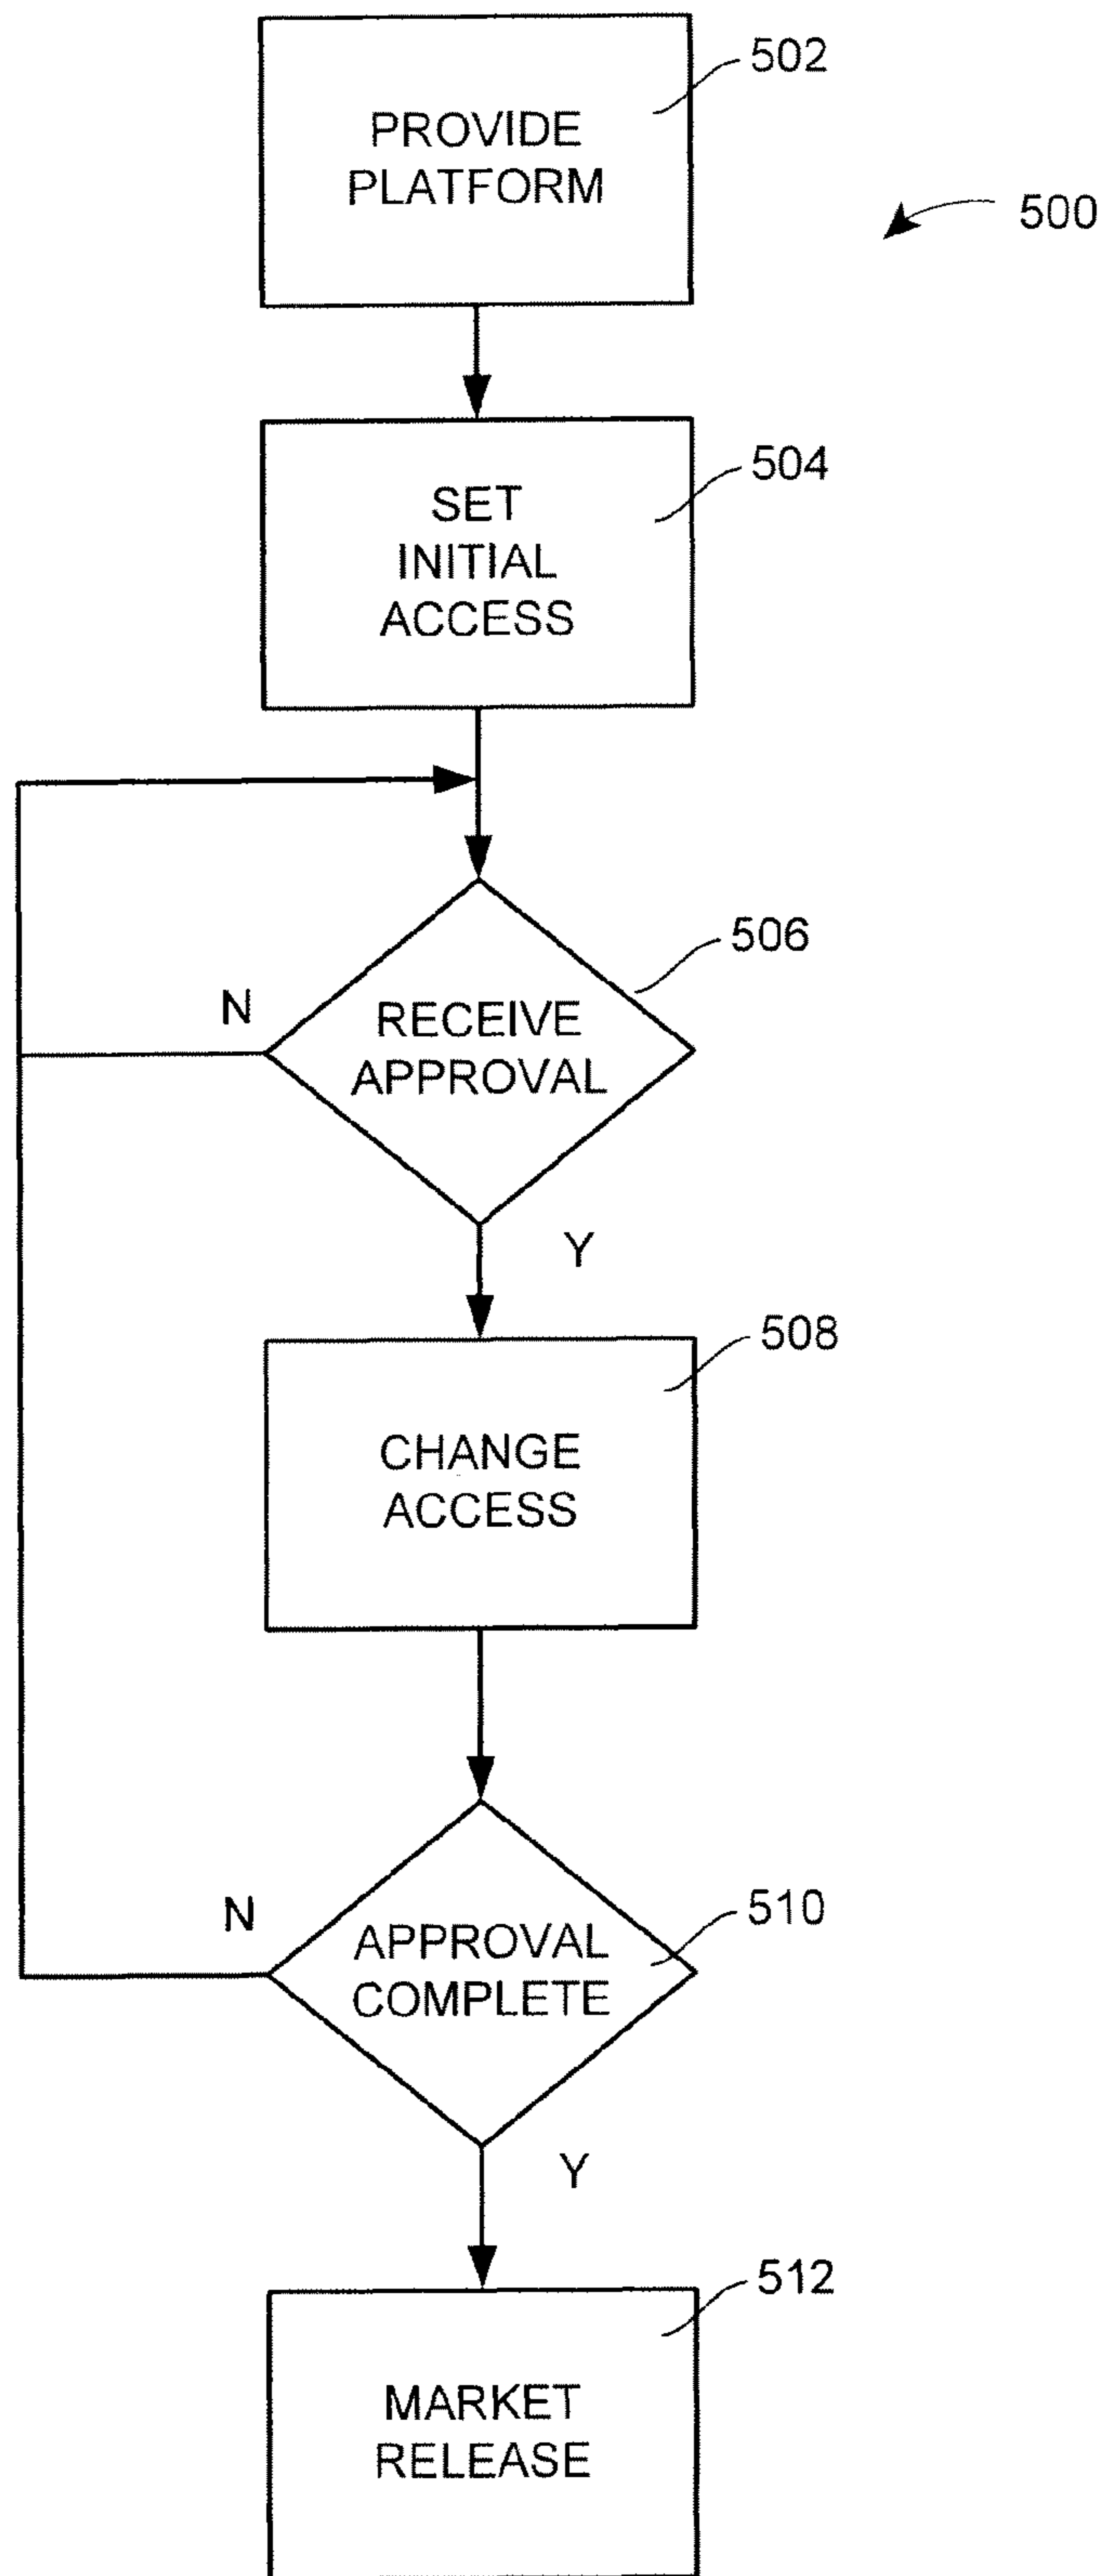 502
PROVIDE
PLATFORM
500
504
SET
INITIAL
ACCESS
506
N
RECEIVE
APPROVAL
Y
508
CHANGE
ACCESS
510
N
APPROVAL
COMPLETE
Y
512
MARKET
RELEASE